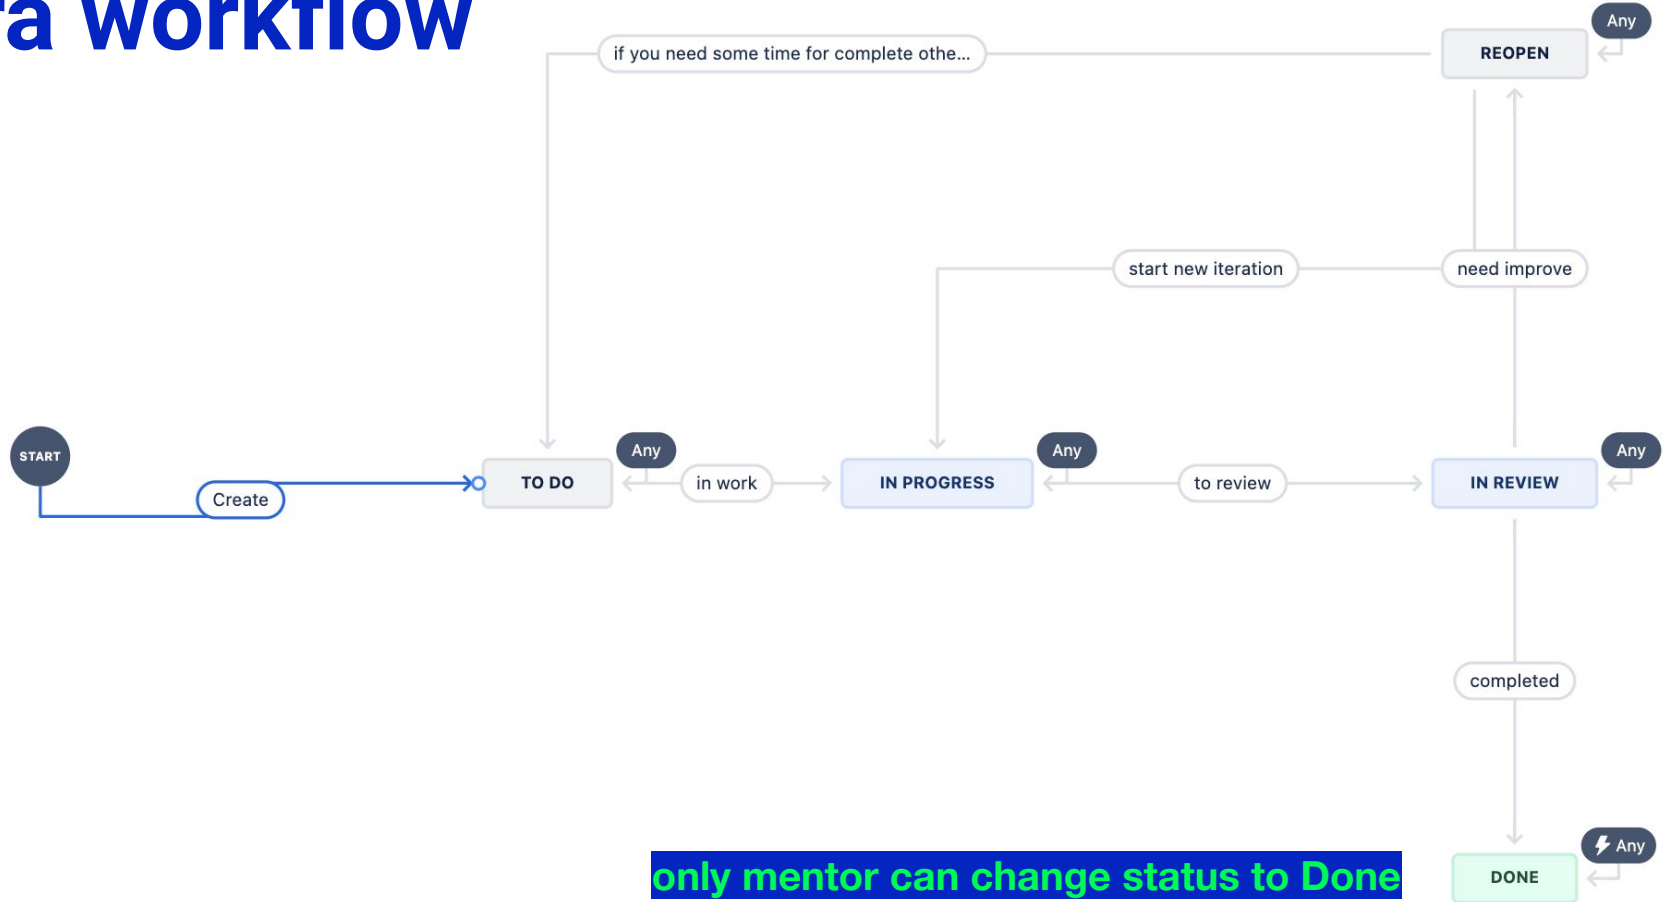 workflow
Any
if you need some time for complete othe...
REOPEN
start new iteration
need improve
START
Create
TO DO
Any
in work
IN PROGRESS
Any
to review
IN REVIEW
Any
completed
Any
only mentor can change status to Done
DONE